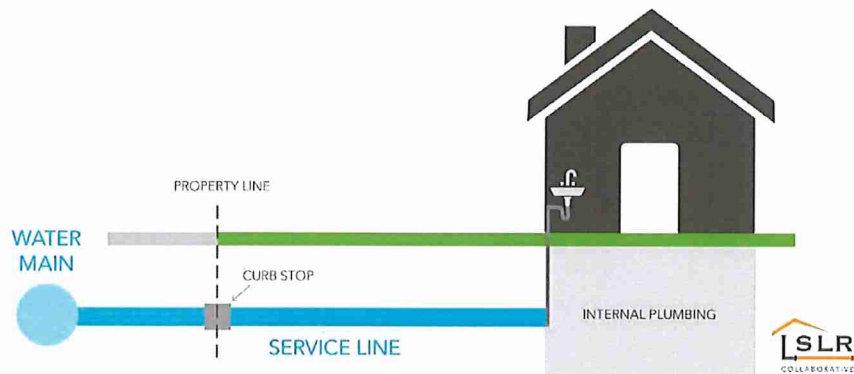 PROPERTY LINE
WATER
MAIN
CURB STOP
SERVICE LINE
INTERNAL PLUMBING
LSLR
COLLABORATIVE